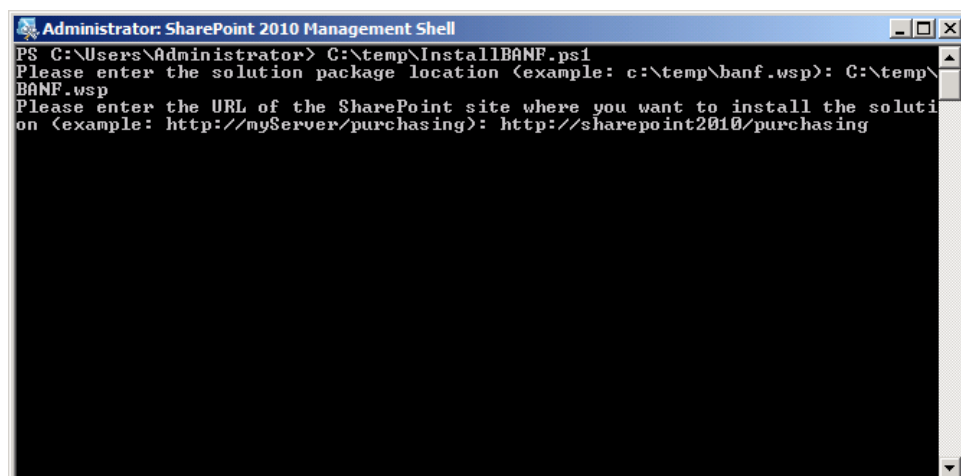 Administrator: SharePoint 2010 Management Shell
PS C:\Users\Administrator> C:\temp\InstallBANF.ps1
Please enter the solution package location (example: c:\temp\banf.wsp): C:\temp\
BANF.wsp
Please enter the URL of the SharePoint site where you want to install the soluti
on (example: http://myServer/purchasing): http://sharepoint2010/purchasing